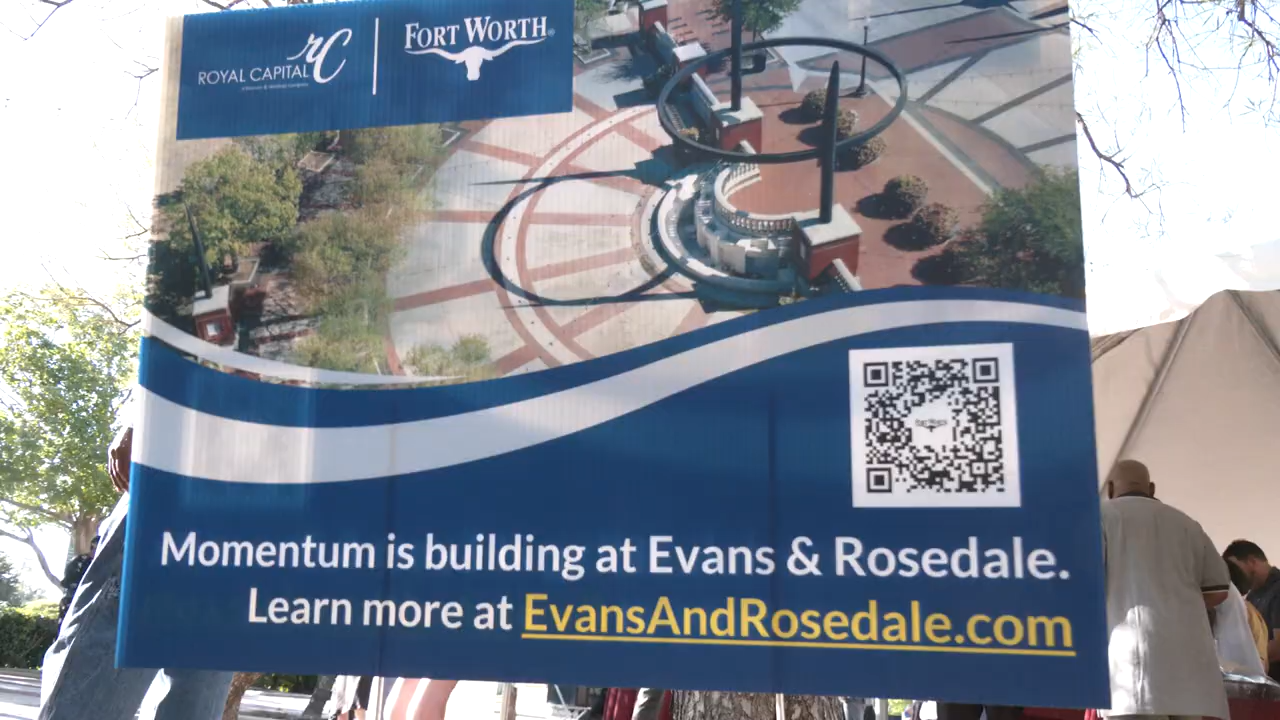 ROYAL CAPITAL rC
FORT WORTH®
Momentum is building at Evans & Rosedale.
Learn more at EvansAndRosedale.com